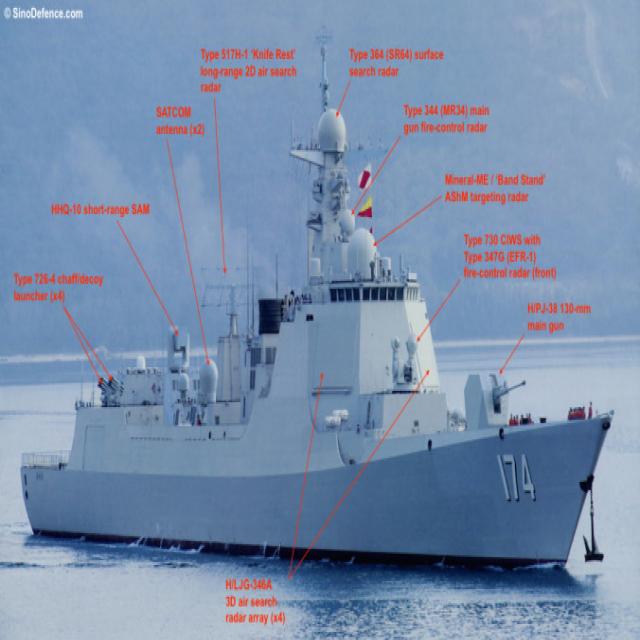 © SinoDefence.com
Type 517H-1 'Knife Rest'
long-range 2D air search
radar
Type 364 (SR64) surface
search radar
SATCOM
antenna (x2)
Type 344 (MR34) main
gun fire-control radar
Mineral-ME / 'Band Stand'
AShM targeting radar
HHQ-10 short-range SAM
Type 730 CIWS with
Type 347G (EFR-1)
fire-control radar (front)
Type 726-4 chaff/decoy
launcher (x4)
H/PJ-38 130-mm
main gun
174
H/LJG-346A
3D air search
radar array (x4)